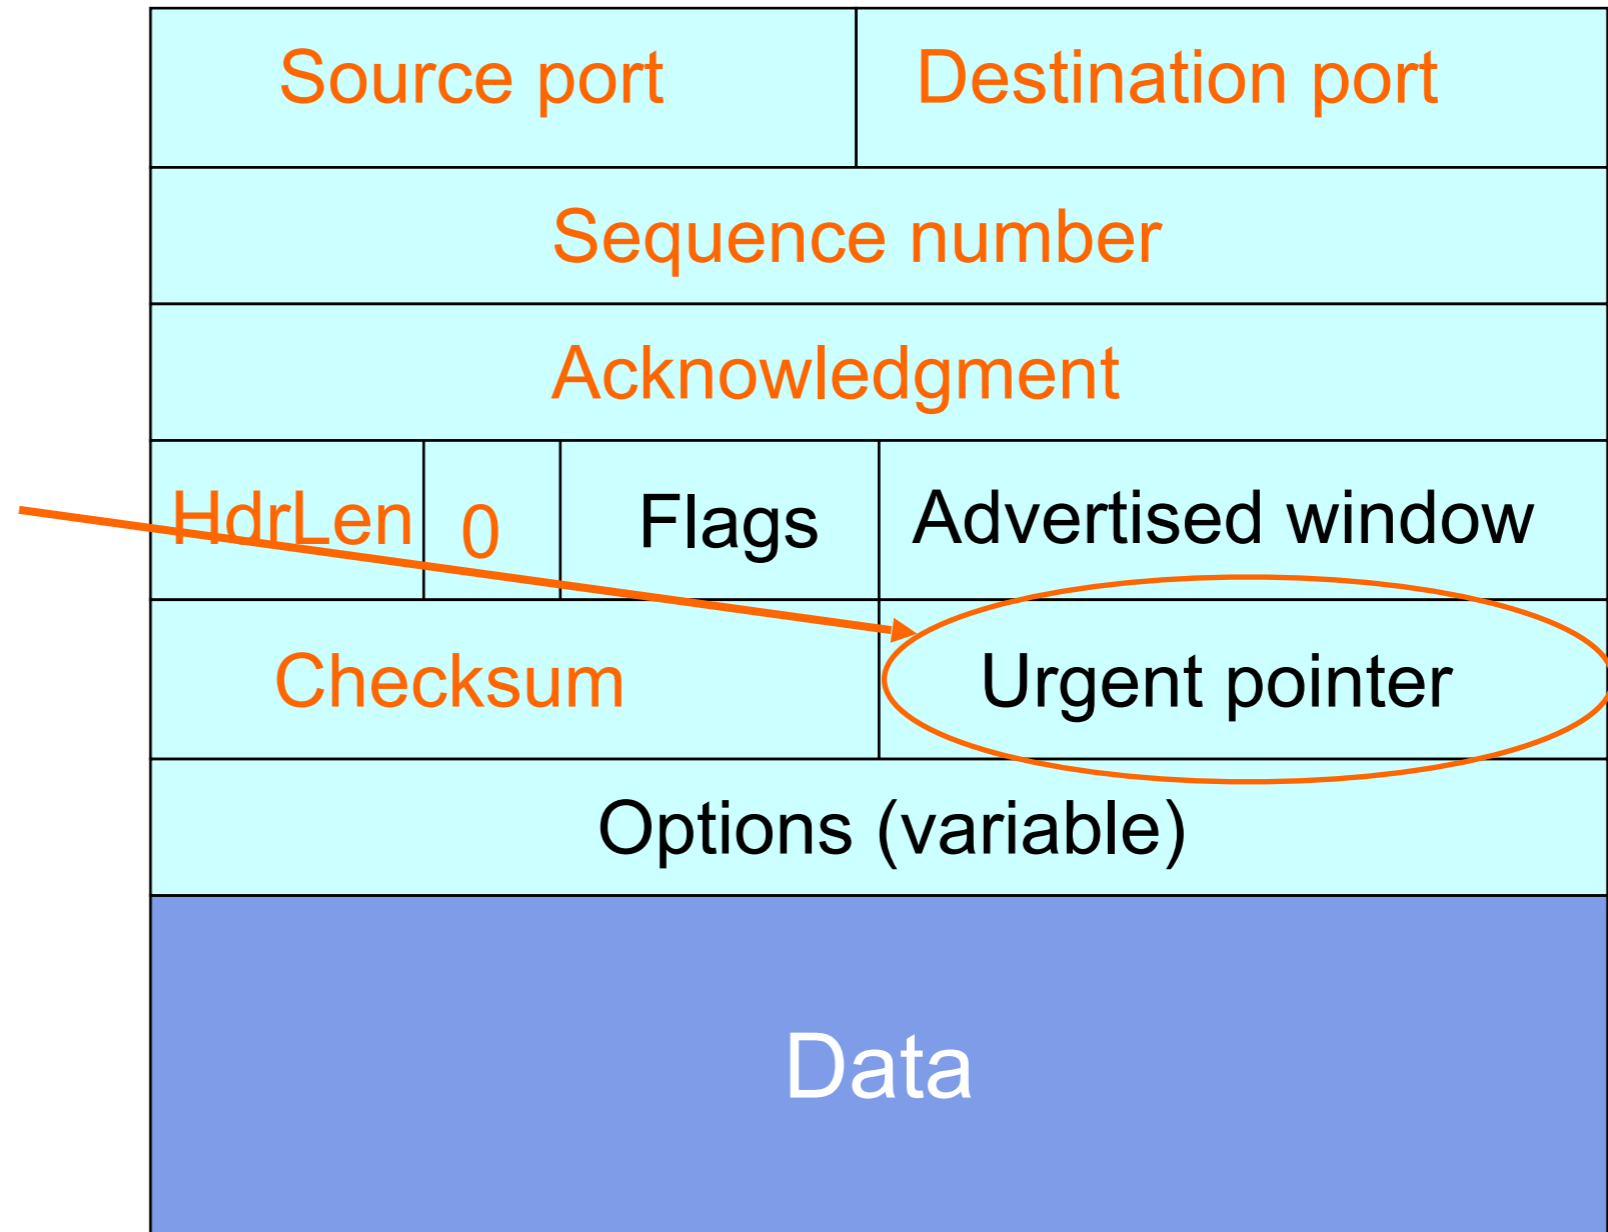 Source port
Destination port
Sequence number
Acknowledgment
HdrLen
0
Flags
Advertised window
Checksum
Urgent pointer
Options (variable)
Data